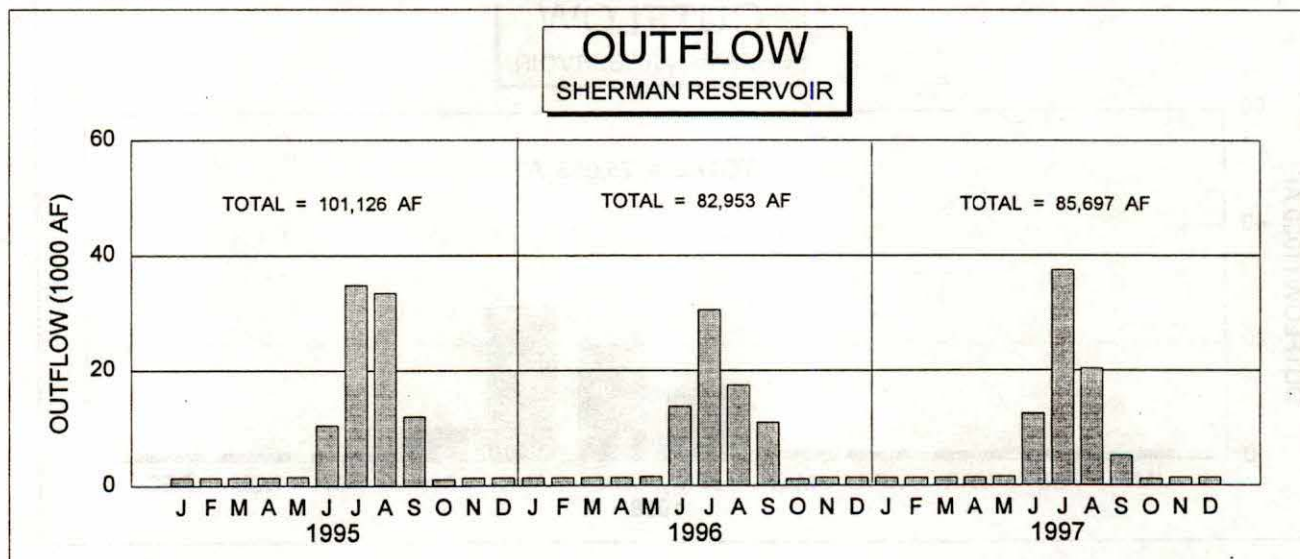 OUTFLOW
SHERMAN RESERVOIR
OUTFLOW (1000 AF)
60
40
20
0
TOTAL = 101,126 AF
TOTAL = 82,953 AF
TOTAL = 85,697 AF
J F M A M J J A S O N D J F M A M J J A S O N D J F M A M J J A S O N D
1995 1996 1997